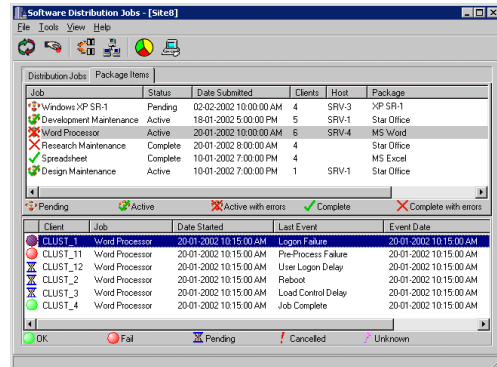 Software Distribution Jobs - [Site8]
File Tools View Help
Distribution Jobs Package Items
Job Status Date Submitted Clients Host Package
Windows XP SR-1 Pending 02-02-2002 10:00:00 AM 4 SRV-3 XP SR-1
Development Maintenance Active 18-01-2002 5:00:00 PM 5 SRV-1 Star Office
Word Processor Active 20-01-2002 10:00:00 AM 6 SRV-4 MS Word
Research Maintenance Complete 20-01-2002 8:00:00 AM 4 Star Office
Spreadsheet Complete 10-01-2002 7:00:00 PM 4 MS Excel
Design Maintenance Active 10-01-2002 7:00:00 PM 1 SRV-1 Star Office
Pending Active Active with errors Complete Complete with errors
Client Job Date Started Last Event Event Date
CLUST_1 Word Processor 20-01-2002 10:15:00 AM Logon Failure 20-01-2002 10:15:00 AM
CLUST_11 Word Processor 20-01-2002 10:15:00 AM Pre-Process Failure 20-01-2002 10:15:00 AM
CLUST_12 Word Processor 20-01-2002 10:15:00 AM User Logon Delay 20-01-2002 10:15:00 AM
CLUST_2 Word Processor 20-01-2002 10:15:00 AM Reboot 20-01-2002 10:15:00 AM
CLUST_3 Word Processor 20-01-2002 10:15:00 AM Load Control Delay 20-01-2002 10:15:00 AM
CLUST_4 Word Processor 20-01-2002 10:15:00 AM Job Complete 20-01-2002 10:15:00 AM
OK Fail Pending Cancelled Unknown